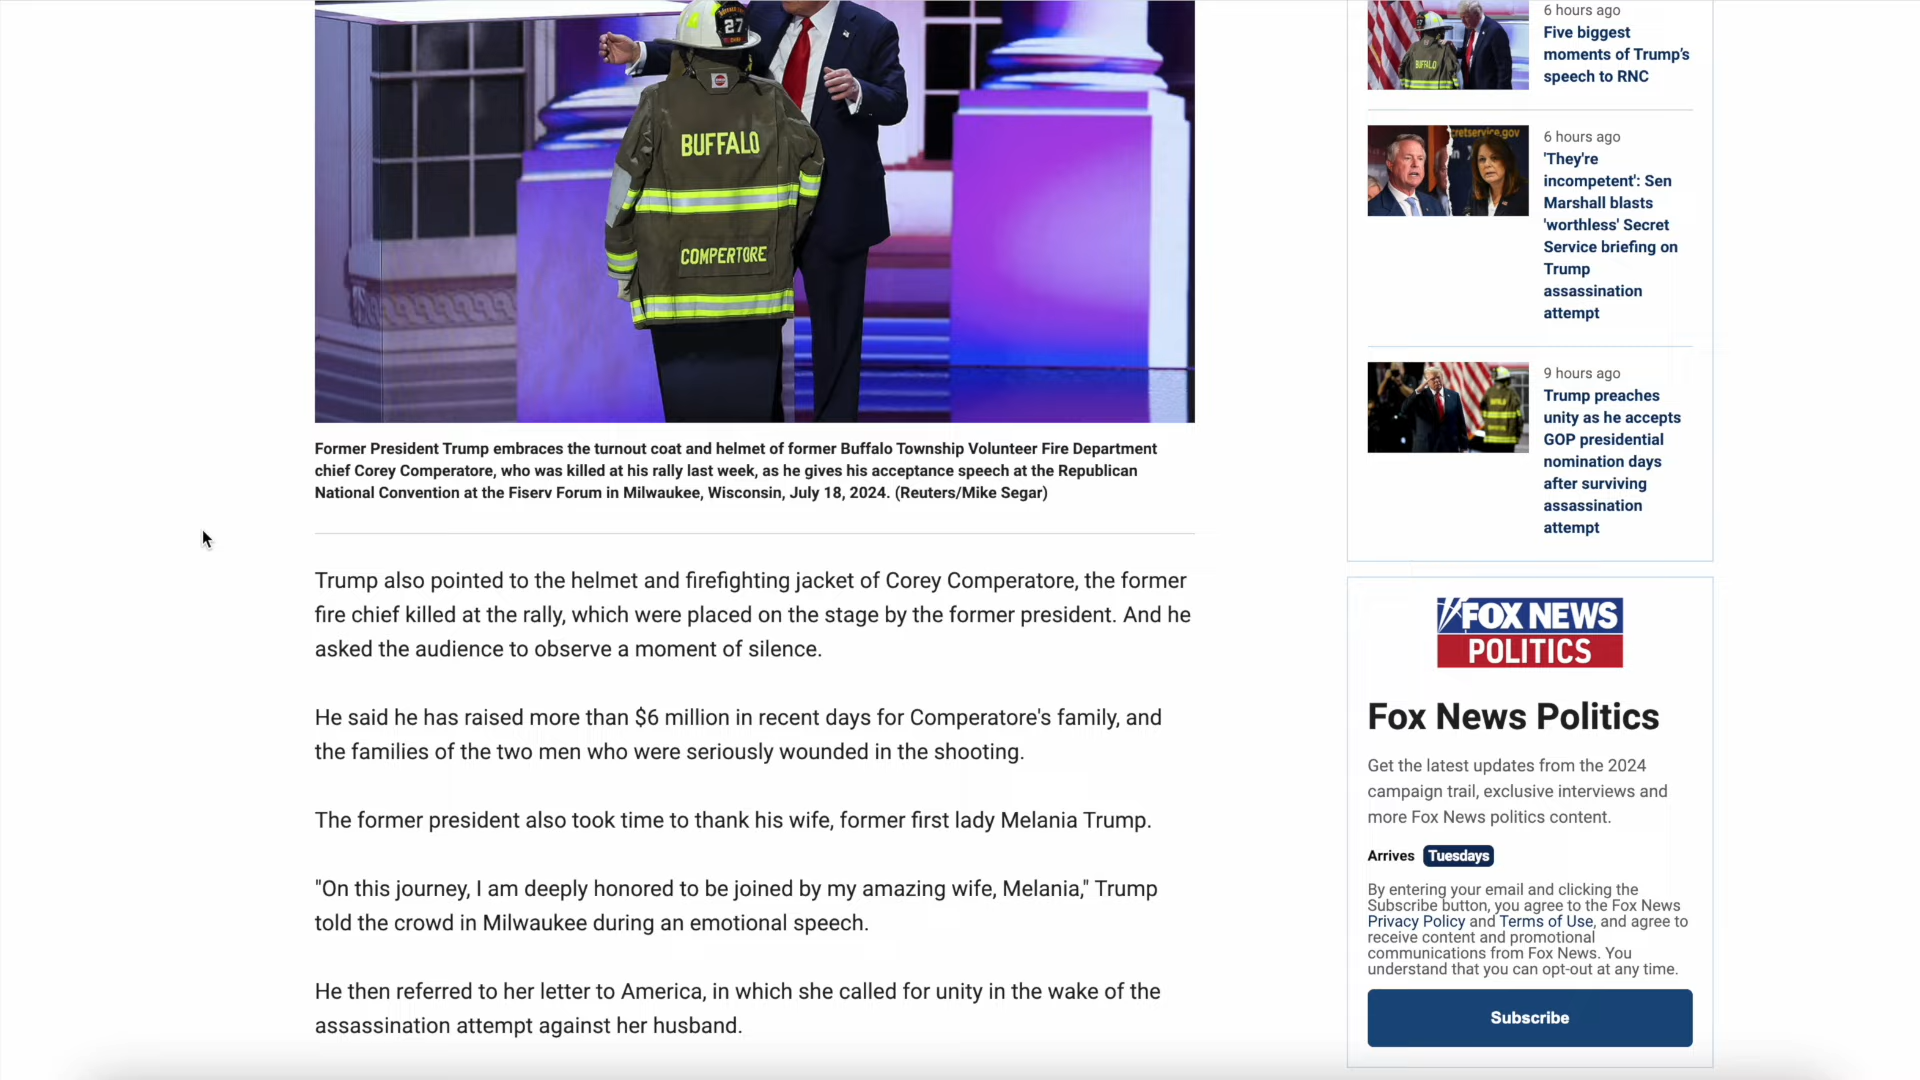 27
BUFFALO
COMPERTORE
Former President Trump embraces the turnout coat and helmet of former Buffalo Township Volunteer Fire Department
chief Corey Comperatore, who was killed at his rally last week, as he gives his acceptance speech at the Republican
National Convention at the Fiserv Forum in Milwaukee, Wisconsin, July 18, 2024. (Reuters/Mike Segar)
Trump also pointed to the helmet and firefighting jacket of Corey Comperatore, the former
fire chief killed at the rally, which were placed on the stage by the former president. And he
asked the audience to observe a moment of silence.
He said he has raised more than $6 million in recent days for Comperatore's family, and
the families of the two men who were seriously wounded in the shooting.
The former president also took time to thank his wife, former first lady Melania Trump.
"On this journey, I am deeply honored to be joined by my amazing wife, Melania," Trump
told the crowd in Milwaukee during an emotional speech.
He then referred to her letter to America, in which she called for unity in the wake of the
assassination attempt against her husband.
BUFFALO
6 hours ago
Five biggest
moments of Trump’s
speech to RNC
cretservice.gov
6 hours ago
'They're
incompetent': Sen
Marshall blasts
'worthless' Secret
Service briefing on
Trump
assassination
attempt
9 hours ago
Trump preaches
unity as he accepts
GOP presidential
nomination days
after surviving
assassination
attempt
FOX NEWS
POLITICS
Fox News Politics
Get the latest updates from the 2024
campaign trail, exclusive interviews and
more Fox News politics content.
Arrives Tuesdays
By entering your email and clicking the
Subscribe button, you agree to the Fox News
Privacy Policy and Terms of Use, and agree to
receive content and promotional
communications from Fox News. You
understand that you can opt-out at any time.
Subscribe